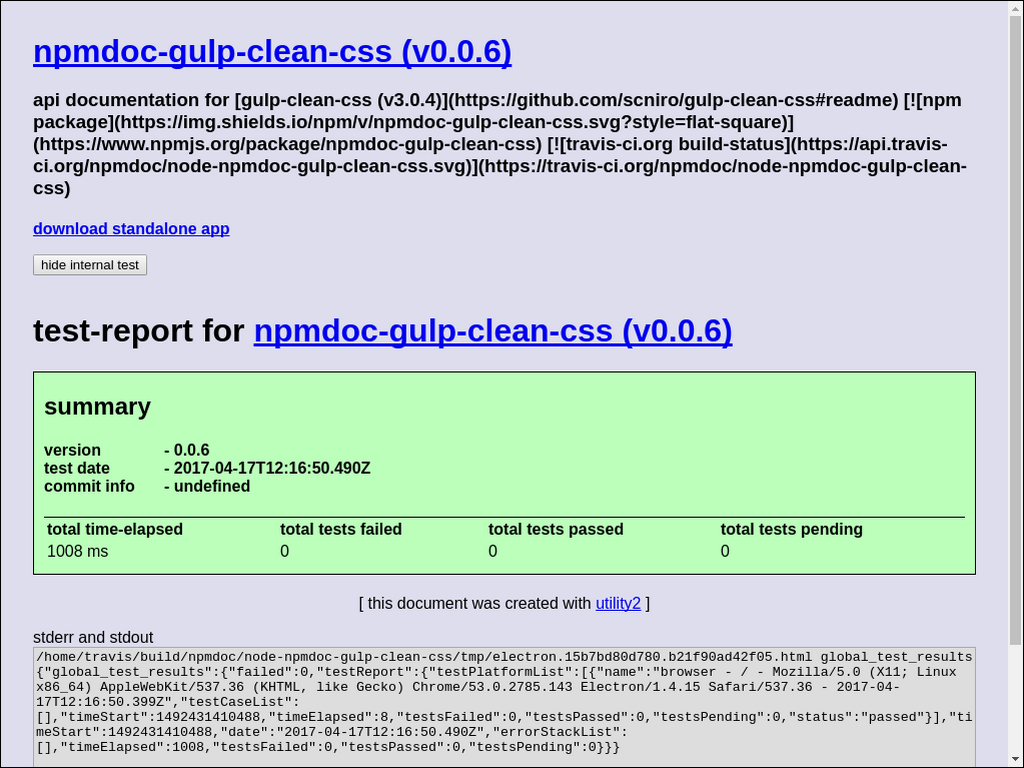 npmdoc-gulp-clean-css (v0.0.6)
api documentation for [gulp-clean-css (v3.0.4)](https://github.com/scniro/gulp-clean-css#readme) [![npm
package](https://img.shields.io/npm/v/npmdoc-gulp-clean-css.svg?style=flat-square)]
(https://www.npmjs.org/package/npmdoc-gulp-clean-css) [![travis-ci.org build-status](https://api.travis-
ci.org/npmdoc/node-npmdoc-gulp-clean-css.svg)](https://travis-ci.org/npmdoc/node-npmdoc-gulp-clean-
css)
download standalone app
hide internal test
test-report for npmdoc-gulp-clean-css (v0.0.6)
summary
version - 0.0.6
test date - 2017-04-17T12:16:50.490Z
commit info - undefined
total time-elapsed total tests failed total tests passed total tests pending
1008 ms 0 0 0
[ this document was created with utility2 ]
stderr and stdout
/home/travis/build/npmdoc/node-npmdoc-gulp-clean-css/tmp/electron.15b7bd80d780.b21f90ad42f05.html global_test_results
{"global_test_results":{"failed":0,"testReport":{"testPlatformList":[{"name":"browser - / - Mozilla/5.0 (X11; Linux
x86_64) AppleWebKit/537.36 (KHTML, like Gecko) Chrome/53.0.2785.143 Electron/1.4.15 Safari/537.36 - 2017-04-
17T12:16:50.399Z","testCaseList":
[],"timeStart":1492431410488,"timeElapsed":8,"testsFailed":0,"testsPassed":0,"testsPending":0,"status":"passed"}],"ti
meStart":1492431410488,"date":"2017-04-17T12:16:50.490Z","errorStackList":
[],"timeElapsed":1008,"testsFailed":0,"testsPassed":0,"testsPending":0}}}